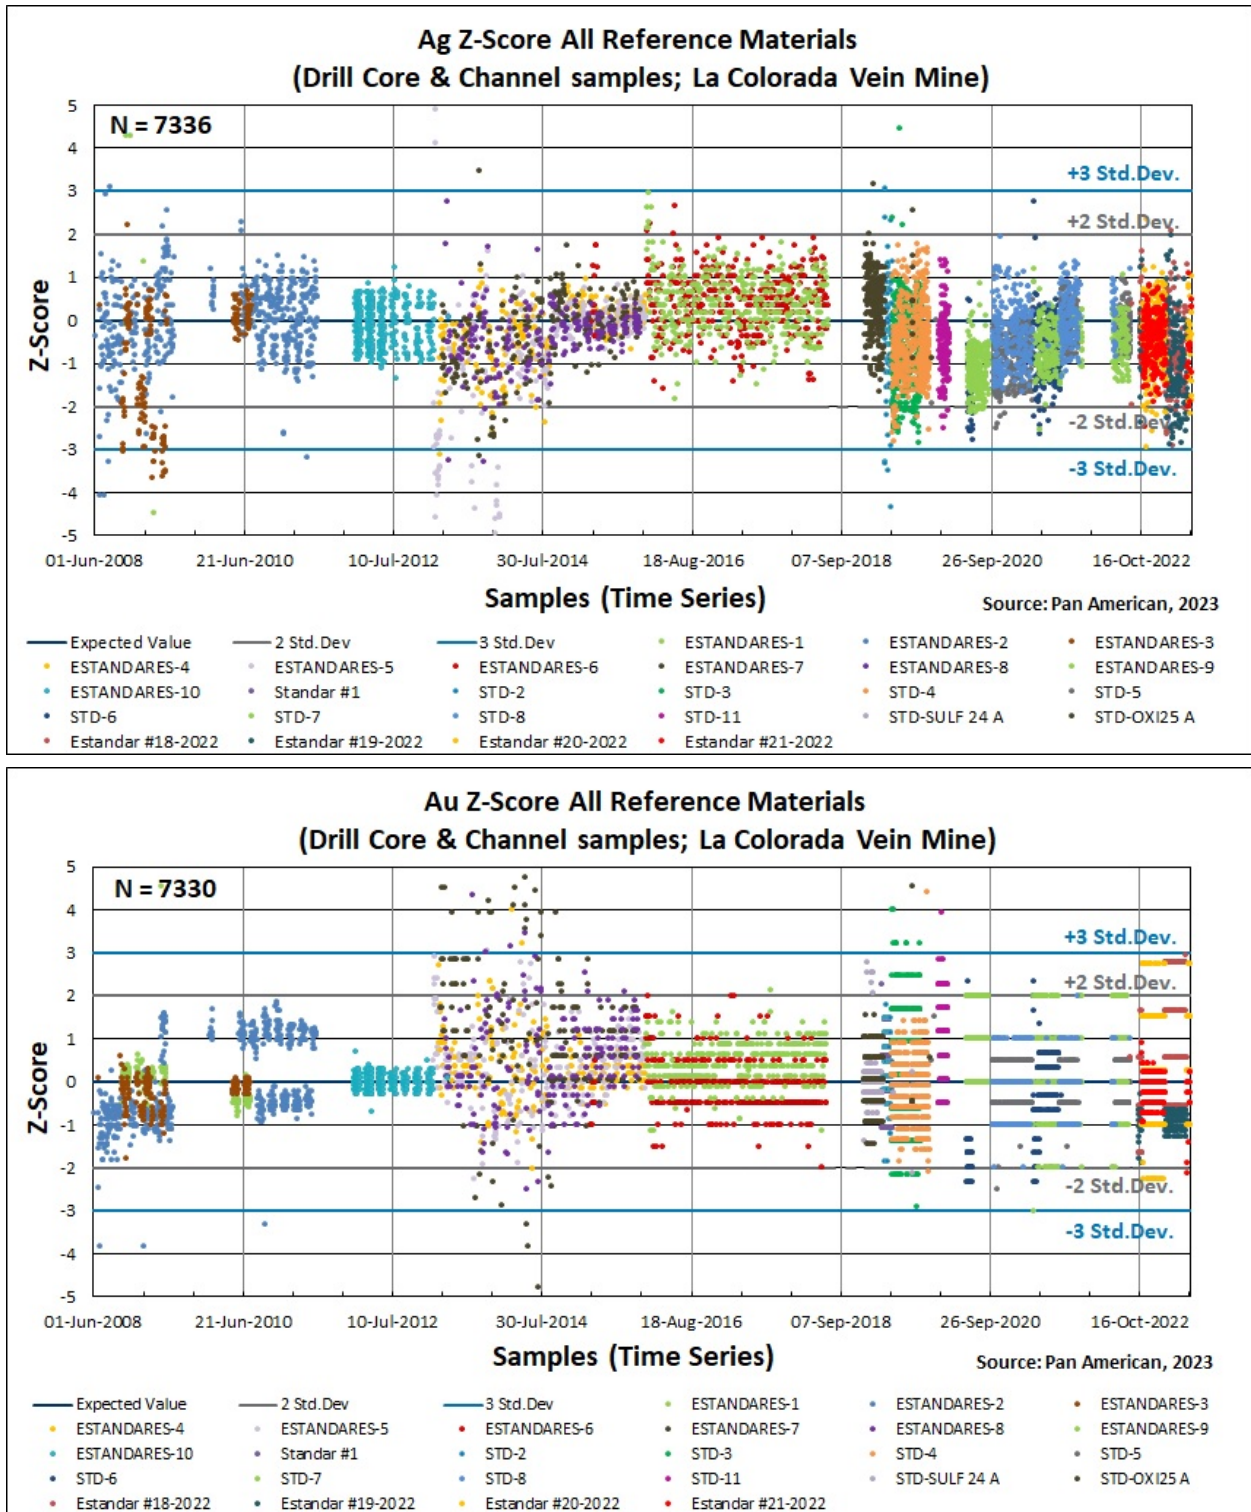 Ag Z-Score All Reference Materials
(Drill Core & Channel samples; La Colorada Vein Mine)
N = 7336
+3 Std.Dev.
+2 Std.Dev.
-2 Std.Dev.
-3 Std.Dev.
5
4
3
2
1
0
-1
-2
-3
-4
-5
Z-Score
01-Jun-2008 21-Jun-2010 10-Jul-2012 30-Jul-2014 18-Aug-2016 07-Sep-2018 26-Sep-2020 16-Oct-2022
Samples (Time Series)
Source: Pan American, 2023
Expected Value 2 Std.Dev 3 Std.Dev ESTANDARES-1 ESTANDARES-2 ESTANDARES-3
ESTANDARES-4 ESTANDARES-5 ESTANDARES-6 ESTANDARES-7 ESTANDARES-8 ESTANDARES-9
ESTANDARES-10 Standar #1 STD-2 STD-3 STD-4 STD-5
STD-6 STD-7 STD-8 STD-11 STD-SULF 24 A STD-OXI25 A
Estandar #18-2022 Estandar #19-2022 Estandar #20-2022 Estandar #21-2022
Au Z-Score All Reference Materials
(Drill Core & Channel samples; La Colorada Vein Mine)
N = 7330
+3 Std.Dev.
+2 Std.Dev.
-2 Std.Dev.
-3 Std.Dev.
5
4
3
2
1
0
-1
-2
-3
-4
-5
Z-Score
01-Jun-2008 21-Jun-2010 10-Jul-2012 30-Jul-2014 18-Aug-2016 07-Sep-2018 26-Sep-2020 16-Oct-2022
Samples (Time Series)
Source: Pan American, 2023
Expected Value 2 Std.Dev 3 Std.Dev ESTANDARES-1 ESTANDARES-2 ESTANDARES-3
ESTANDARES-4 ESTANDARES-5 ESTANDARES-6 ESTANDARES-7 ESTANDARES-8 ESTANDARES-9
ESTANDARES-10 Standar #1 STD-2 STD-3 STD-4 STD-5
STD-6 STD-7 STD-8 STD-11 STD-SULF 24 A STD-OXI25 A
Estandar #18-2022 Estandar #19-2022 Estandar #20-2022 Estandar #21-2022